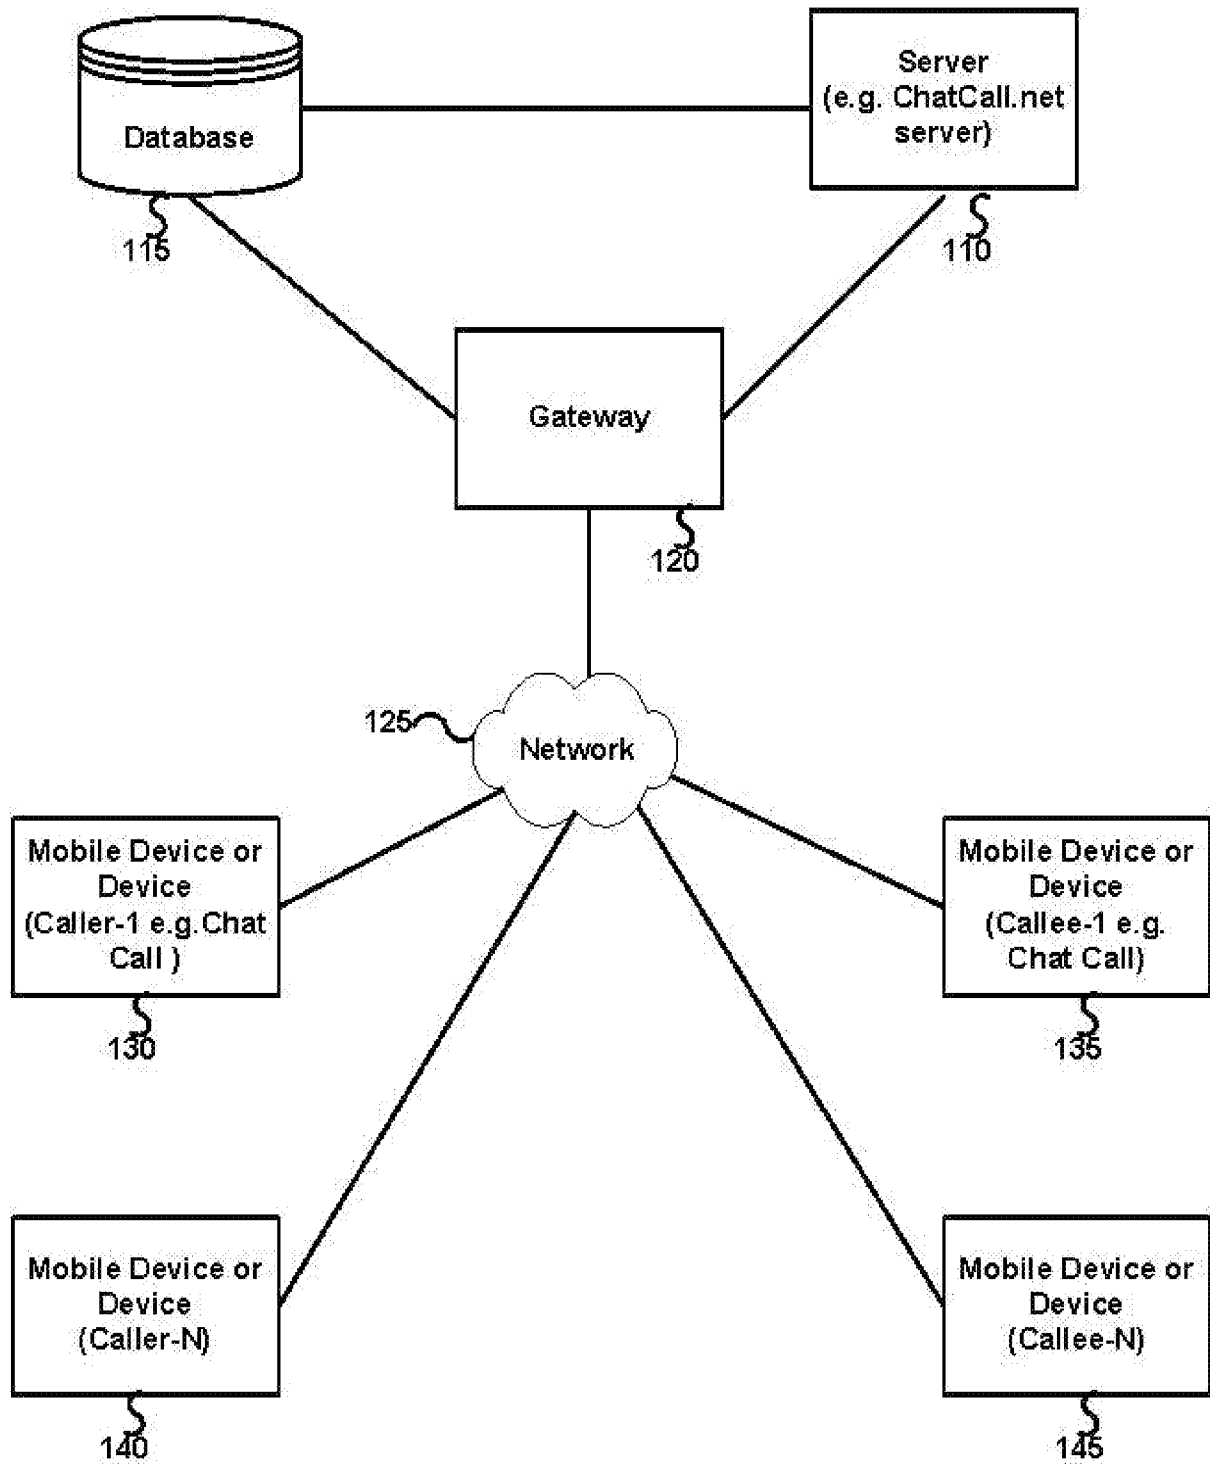 Database
Server
(e.g. ChatCall.net
server)
115
110
Gateway
120
125
Network
Mobile Device or
Device
(Caller-1 e.g.Chat
Call )
130
Mobile Device or
Device
(Callee-1 e.g.
Chat Call)
135
Mobile Device or
Device
(Caller-N)
140
Mobile Device or
Device
(Callee-N)
145